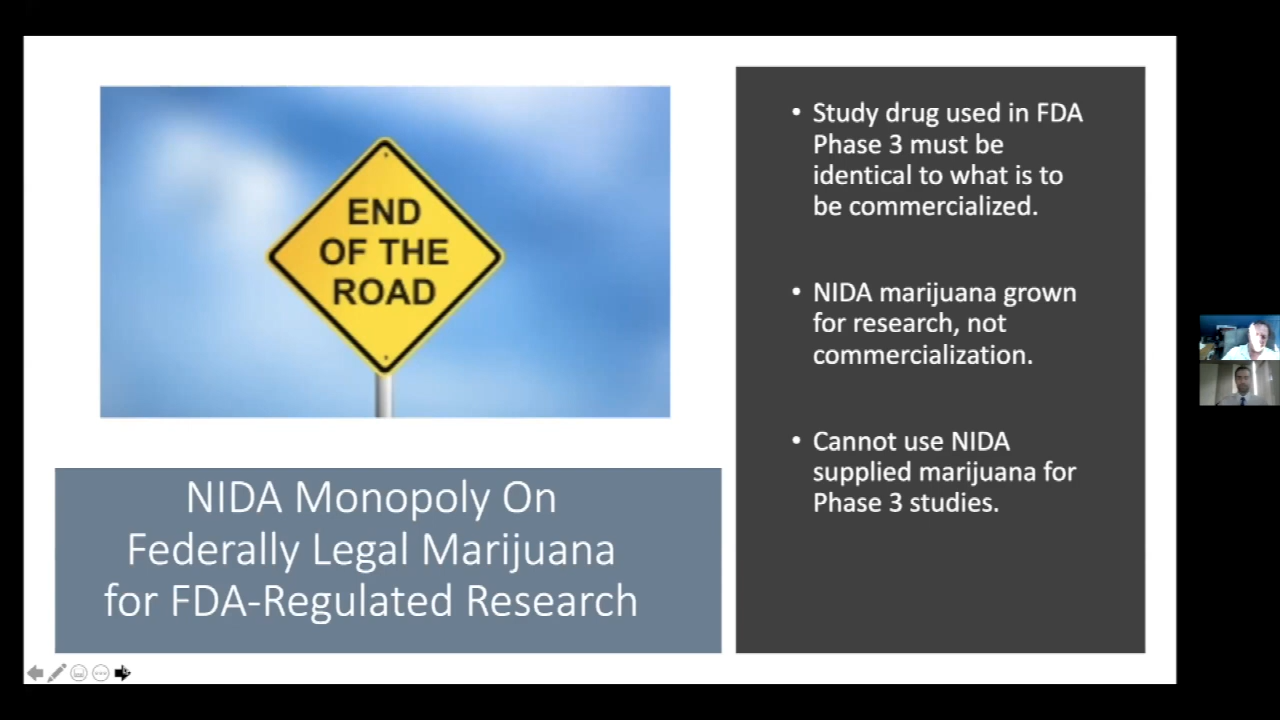 END
OF THE
ROAD
NIDA Monopoly On
Federally Legal Marijuana
for FDA-Regulated Research
• Study drug used in FDA
Phase 3 must be
identical to what is to
be commercialized.
• NIDA marijuana grown
for research, not
commercialization.
• Cannot use NIDA
supplied marijuana for
Phase 3 studies.